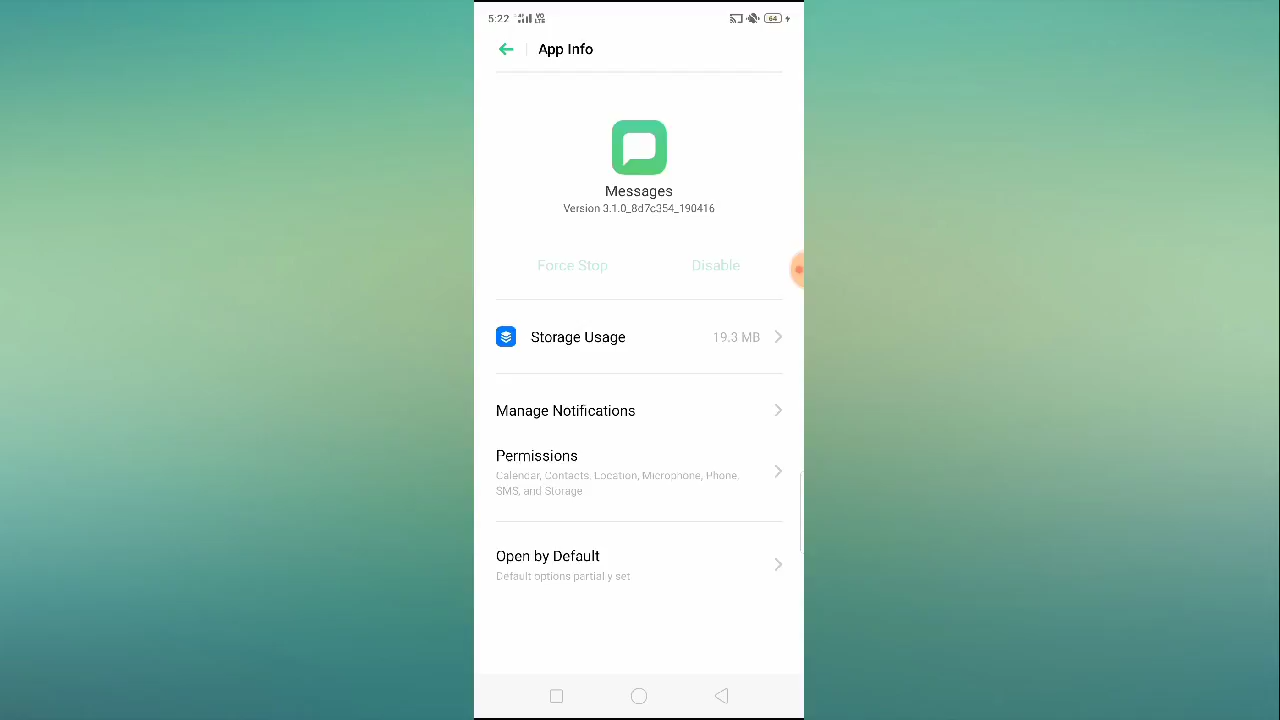 5:22 64
App Info
Messages
Version 3.1.0_8d7c354_190416
Force Stop Disable
Storage Usage 19.3 MB
Manage Notifications
Permissions
Calendar, Contacts, Location, Microphone, Phone,
SMS, and Storage
Open by Default
Default options partially set